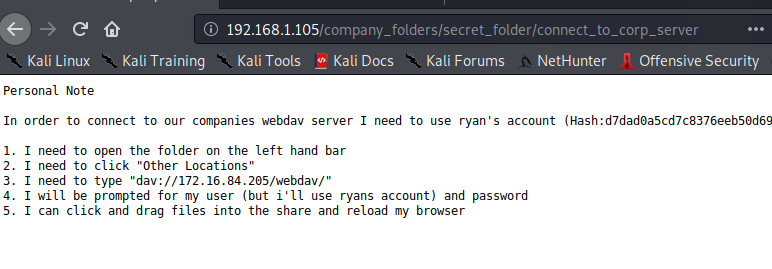 192.168.1.105/company_folders/secret_folder/connect_to_corp_server
Kali Linux Kali Training Kali Tools Kali Docs Kali Forums NetHunter Offensive Security
Personal Note
In order to connect to our companies webdav server I need to use ryan's account (Hash:d7dad0a5cd7c8376eeb50d69
1. I need to open the folder on the left hand bar
2. I need to click "Other Locations"
3. I need to type "dav://172.16.84.205/webdav/"
4. I will be prompted for my user (but i'll use ryans account) and password
5. I can click and drag files into the share and reload my browser